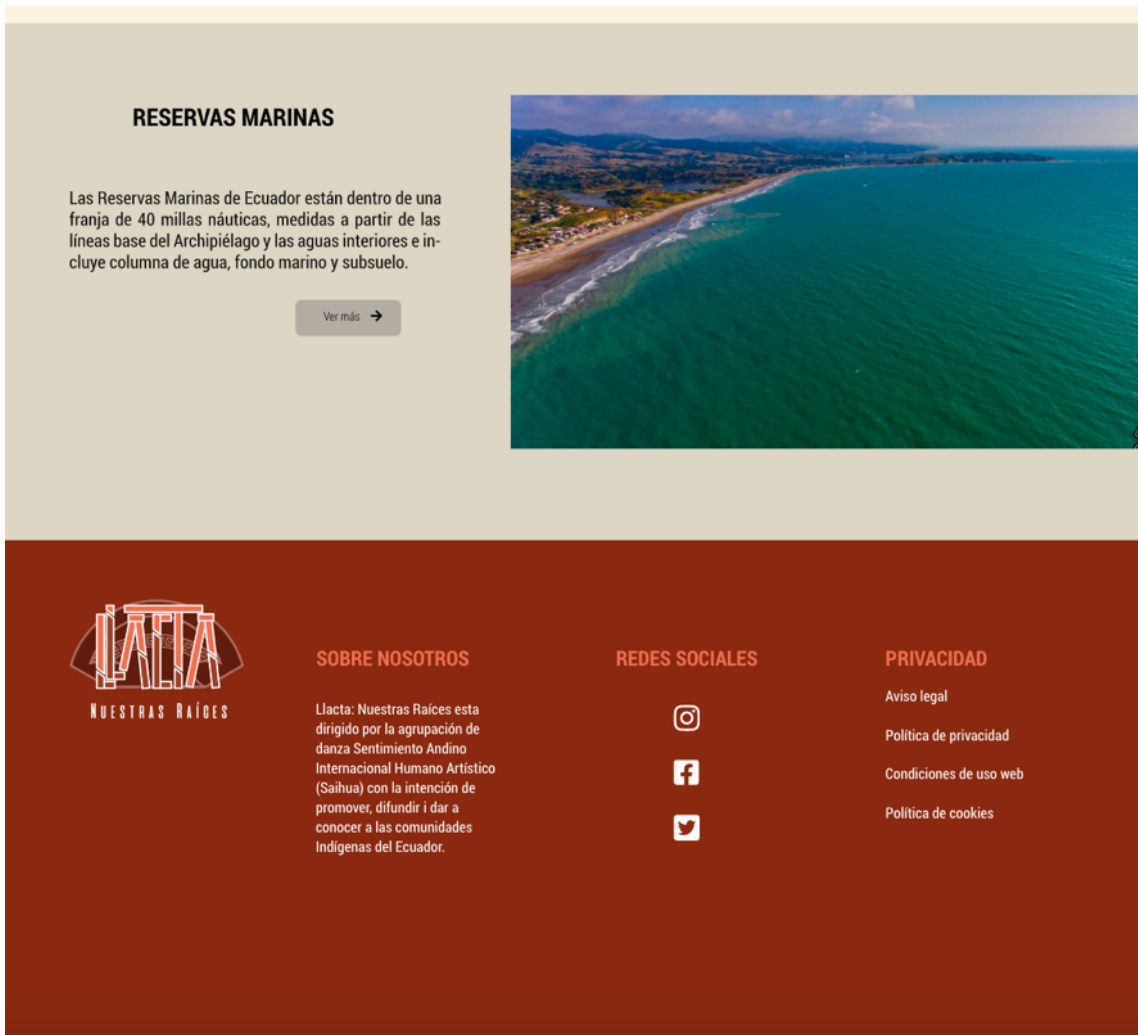 RESERVAS MARINAS
Las Reservas Marinas de Ecuador están dentro de una
franja de 40 millas náuticas, medidas a partir de las
líneas base del Archipiélago y las aguas interiores e in-
cluye columna de agua, fondo marino y subsuelo.
Ver más
LLACTA
NUESTRAS RAÍCES
SOBRE NOSOTROS
Llacta: Nuestras Raíces esta
dirigido por la agrupación de
danza Sentimiento Andino
Internacional Humano Artístico
(Saihua) con la intención de
promover, difundir i dar a
conocer a las comunidades
Indígenas del Ecuador.
REDES SOCIALES
PRIVACIDAD
Aviso legal
Política de privacidad
Condiciones de uso web
Política de cookies